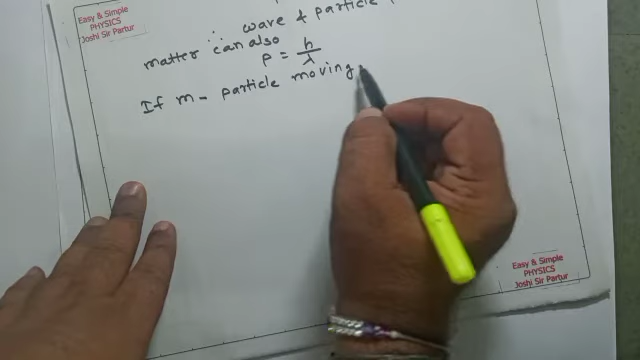 Easy & Simple
PHYSICS
Joshi Sir Partur
∴ wave & particle
matter can also
P = h/λ
If m - particle moving
Easy & Simple
PHYSICS
Joshi Sir Partur